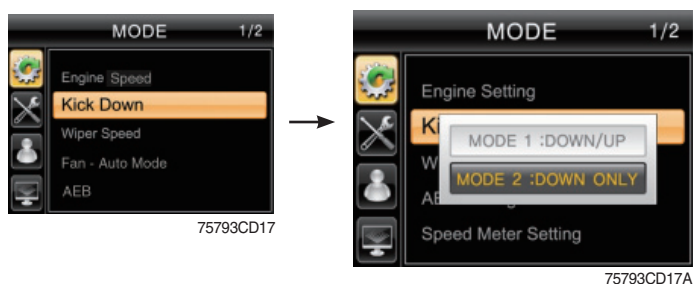 MODE 1/2
Engine Speed
Kick Down
Wiper Speed
Fan - Auto Mode
AEB
75793CD17
MODE 1/2
Engine Setting
Ki
MODE 1 :DOWN/UP
W
MODE 2 :DOWN ONLY
AE
Speed Meter Setting
75793CD17A